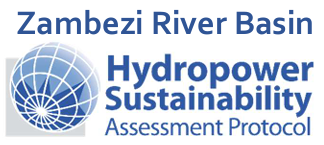 Zambezi River Basin
Hydropower
Sustainability
Assessment Protocol